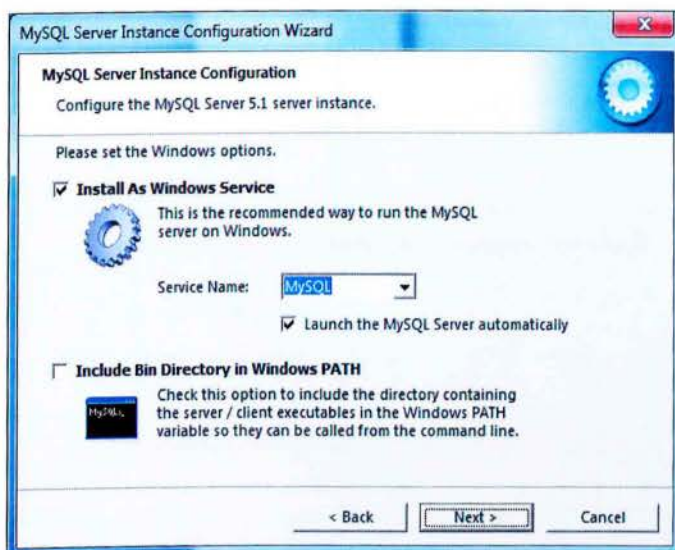 MySQL Server Instance Configuration Wizard
MySQL Server Instance Configuration
Configure the MySQL Server 5.1 server instance.
Please set the Windows options.
Install As Windows Service
This is the recommended way to run the MySQL
server on Windows.
Service Name: MySQL
Launch the MySQL Server automatically
Include Bin Directory in Windows PATH
Check this option to include the directory containing
the server / client executables in the Windows PATH
variable so they can be called from the command line.
< Back Next > Cancel